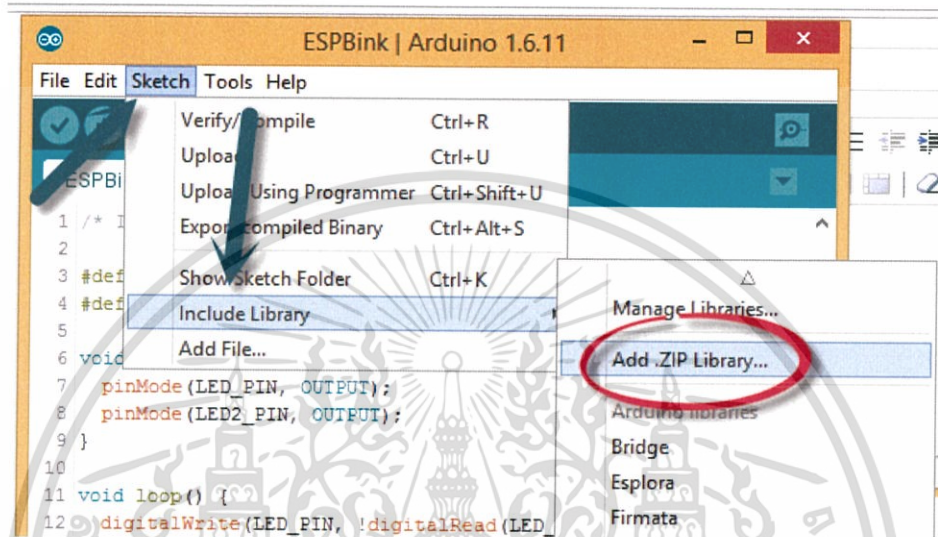 ESPBink | Arduino 1.6.11
File Edit Sketch Tools Help
Verify/Compile Ctrl+R
Upload Ctrl+U
Upload Using Programmer Ctrl+Shift+U
Export compiled Binary Ctrl+Alt+S
Show Sketch Folder Ctrl+K
Include Library
Add File...
Manage Libraries...
Add .ZIP Library...
Arduino libraries
Bridge
Esplora
Firmata
ESPBi
1 /* I
2
3 #def
4 #def
5
6 void
7 pinMode(LED_PIN, OUTPUT);
8 pinMode(LED2_PIN, OUTPUT);
9 }
10
11 void loop() {
12 digitalWrite(LED_PIN, !digitalRead(LED_